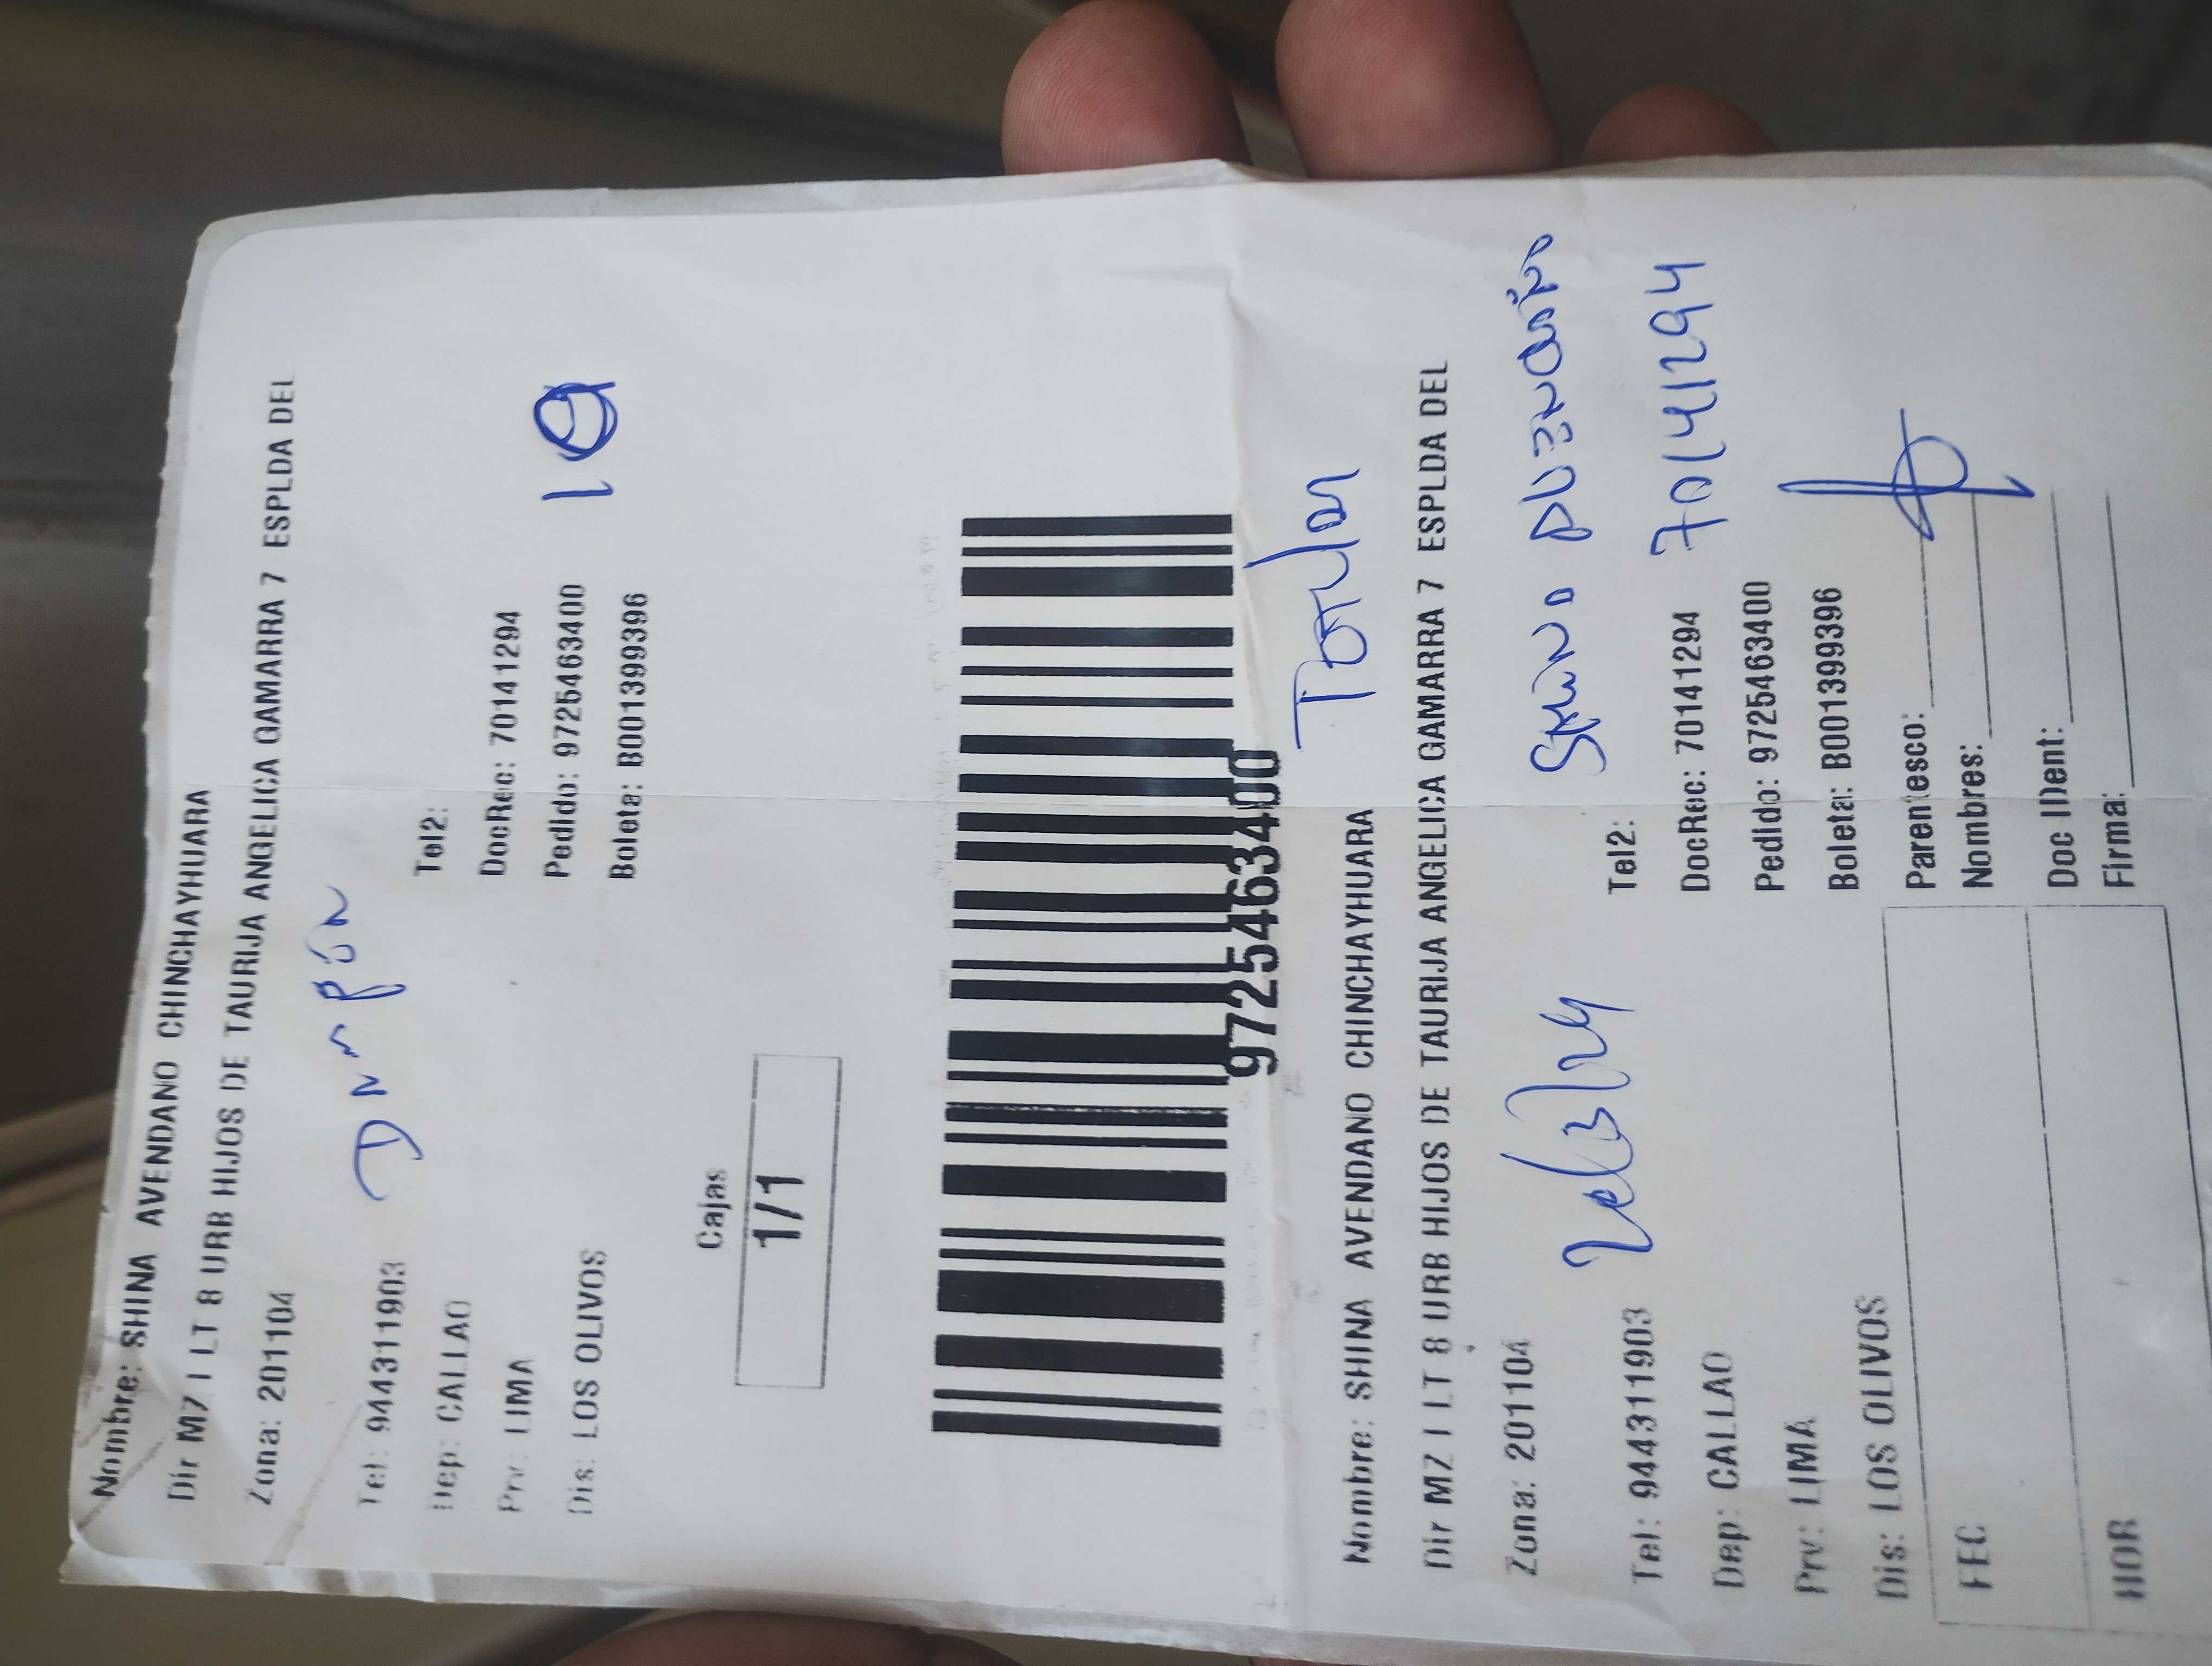 Nombre: SHINA AVENDANO CHINCHAYHUARA
Dir MZ I LT 8 URB HIJOS DE TAURIJA ANGELICA GAMARRA 7 ESPLDA DEL
Zona: 201104
Tel: 944311903
Tel2:
Dep: CALLAO
DocRec: 70141294
Prv: LIMA
Pedido: 9725463400
Dis: LOS OLIVOS
Boleta: B001399396
Cajas
1/1
9725463400
Nombre: SHINA AVENDANO CHINCHAYHUARA
Dir MZ I LT 8 URB HIJOS DE TAURIJA ANGELICA GAMARRA 7 ESPLDA DEL
Zona: 201104
Shina Avendaño
Tel: 944311903
Tel2:
70141294
Dep: CALLAO
DocRec: 70141294
Prv: LIMA
Pedido: 9725463400
Dis: LOS OLIVOS
Boleta: B001399396
FEC
Parentesco:
Nombres:
HOR
Doc IDent:
Firma: